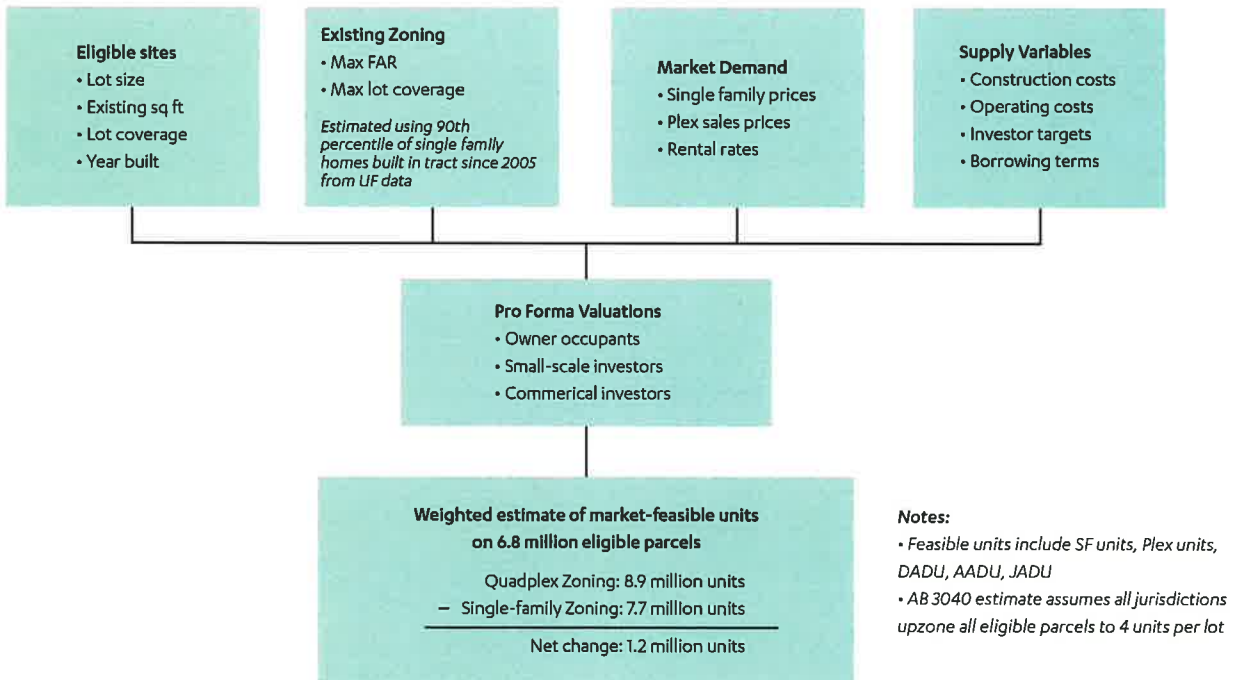 Eligible sites
• Lot size
• Existing sq ft
• Lot coverage
• Year built
Existing Zoning
• Max FAR
• Max lot coverage
Estimated using 90th
percentile of single family
homes built in tract since 2005
from UF data
Market Demand
• Single family prices
• Plex sales prices
• Rental rates
Supply Variables
• Construction costs
• Operating costs
• Investor targets
• Borrowing terms
Pro Forma Valuations
• Owner occupants
• Small-scale investors
• Commerical investors
Weighted estimate of market-feasible units
on 6.8 million eligible parcels
Quadplex Zoning: 8.9 million units
– Single-family Zoning: 7.7 million units
Net change: 1.2 million units
Notes:
• Feasible units include SF units, Plex units,
DADU, AADU, JADU
• AB 3040 estimate assumes all jurisdictions
upzone all eligible parcels to 4 units per lot